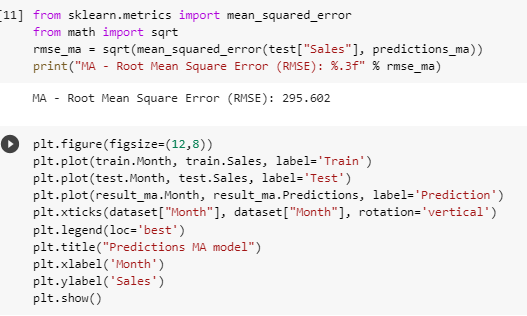 [11] from sklearn.metrics import mean_squared_error
from math import sqrt
rmse_ma = sqrt(mean_squared_error(test["Sales"], predictions_ma))
print("MA - Root Mean Square Error (RMSE): %.3f" % rmse_ma)
MA - Root Mean Square Error (RMSE): 295.602
plt.figure(figsize=(12,8))
plt.plot(train.Month, train.Sales, label='Train')
plt.plot(test.Month, test.Sales, label='Test')
plt.plot(result_ma.Month, result_ma.Predictions, label='Prediction')
plt.xticks(dataset["Month"], dataset["Month"], rotation='vertical')
plt.legend(loc='best')
plt.title("Predictions MA model")
plt.xlabel('Month')
plt.ylabel('Sales')
plt.show()